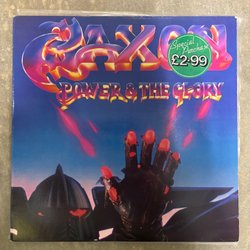 SAXON
Special
Purchase
£2.99
POWER & THE GLORY